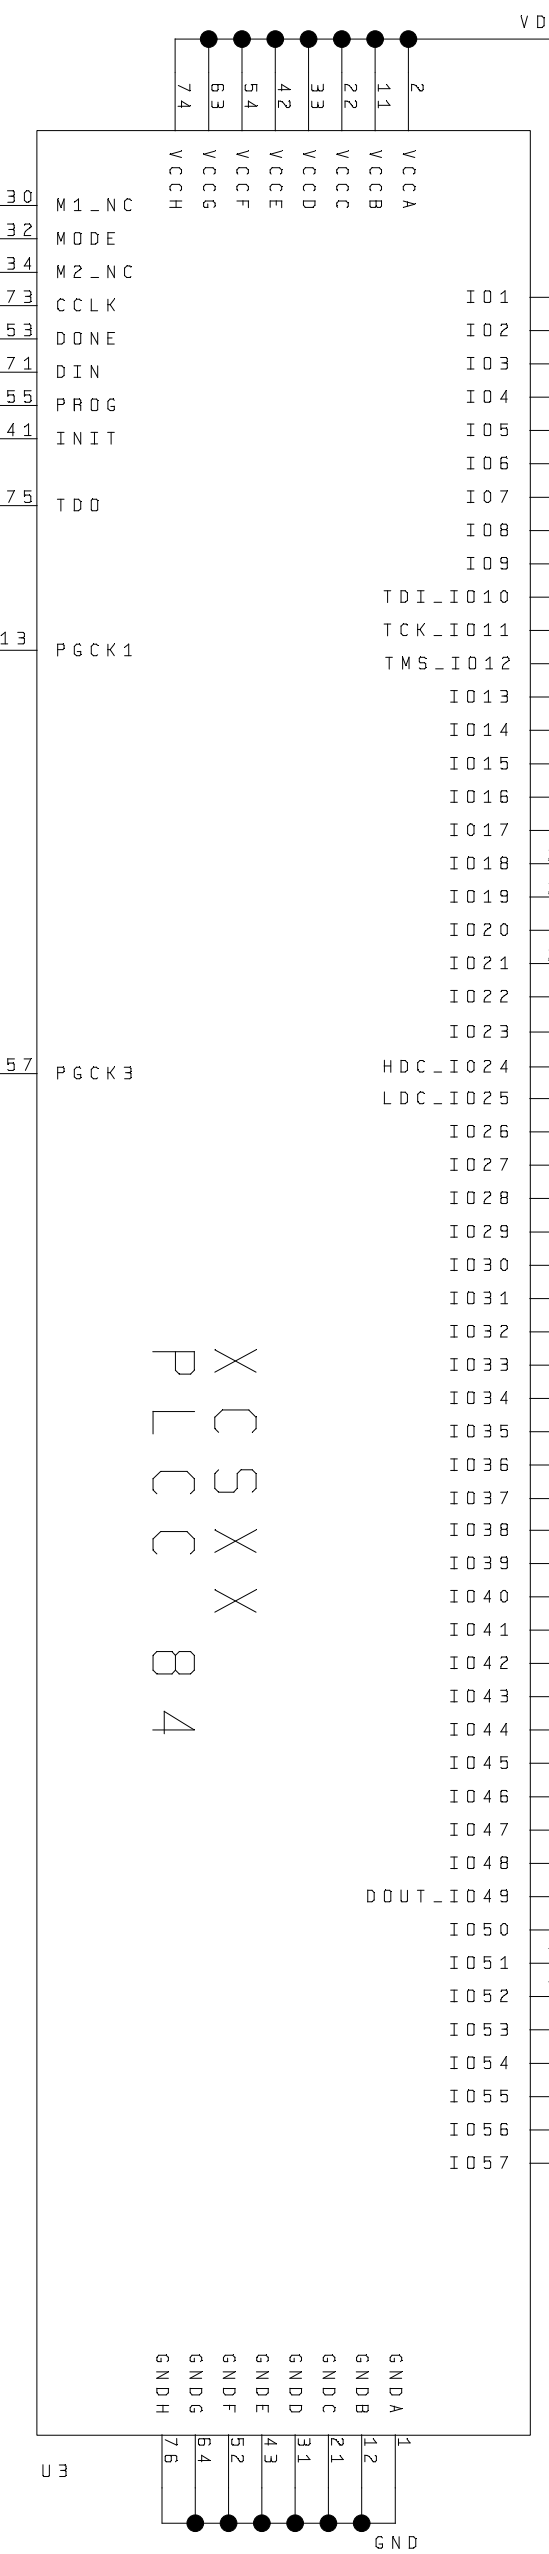 VD
74 63 54 42 33 22 11 2
VCCH VCCG VCCF VCCE VCCD VCCC VCCB VCCA
30 M1_NC
32 MODE
34 M2_NC
73 CCLK
IO1
53 DONE
IO2
71 DIN
IO3
55 PROG
IO4
41 INIT
IO5
IO6
75 TDO
IO7
IO8
IO9
TDI_IO10
TCK_IO11
13 PGCK1
TMS_IO12
IO13
IO14
IO15
IO16
IO17
IO18
IO19
IO20
IO21
IO22
IO23
57 PGCK3
HDC_IO24
LDC_IO25
IO26
IO27
IO28
IO29
IO30
IO31
IO32
IO33
IO34
IO35
IO36
IO37
IO38
IO39
IO40
IO41
IO42
IO43
IO44
IO45
IO46
IO47
IO48
DOUT_IO49
IO50
IO51
IO52
IO53
IO54
IO55
IO56
IO57
XCSXX
PLCC 84
GNDH GNDG GNDF GNDE GNDD GNDC GNDB GNDA
76 64 52 43 31 21 12 1
U3
GND